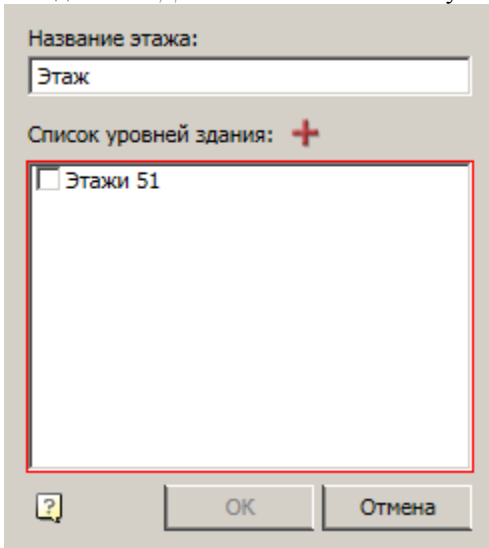 Название этажа:
Этаж
Список уровней здания:
Этажи 51
?
OK
Отмена